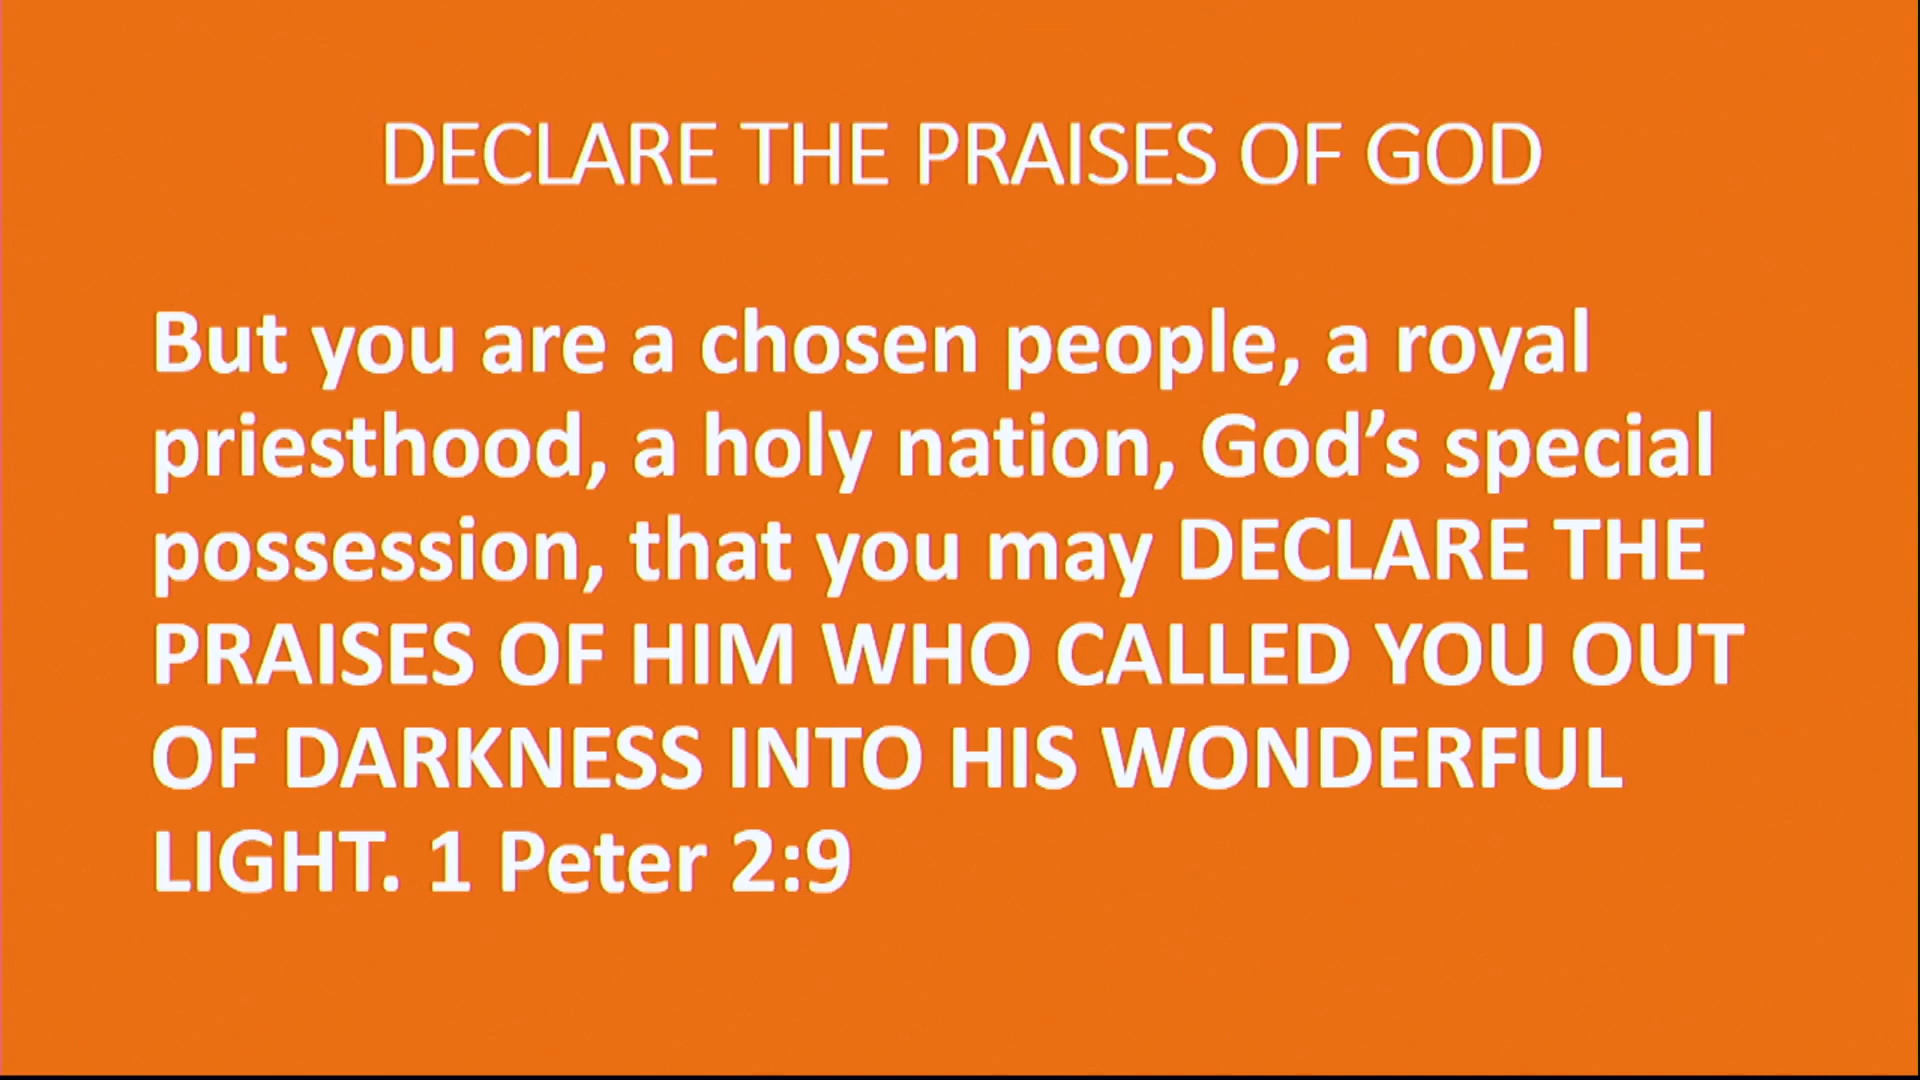 DECLARE THE PRAISES OF GOD
But you are a chosen people, a royal
priesthood, a holy nation, God’s special
possession, that you may DECLARE THE
PRAISES OF HIM WHO CALLED YOU OUT
OF DARKNESS INTO HIS WONDERFUL
LIGHT. 1 Peter 2:9